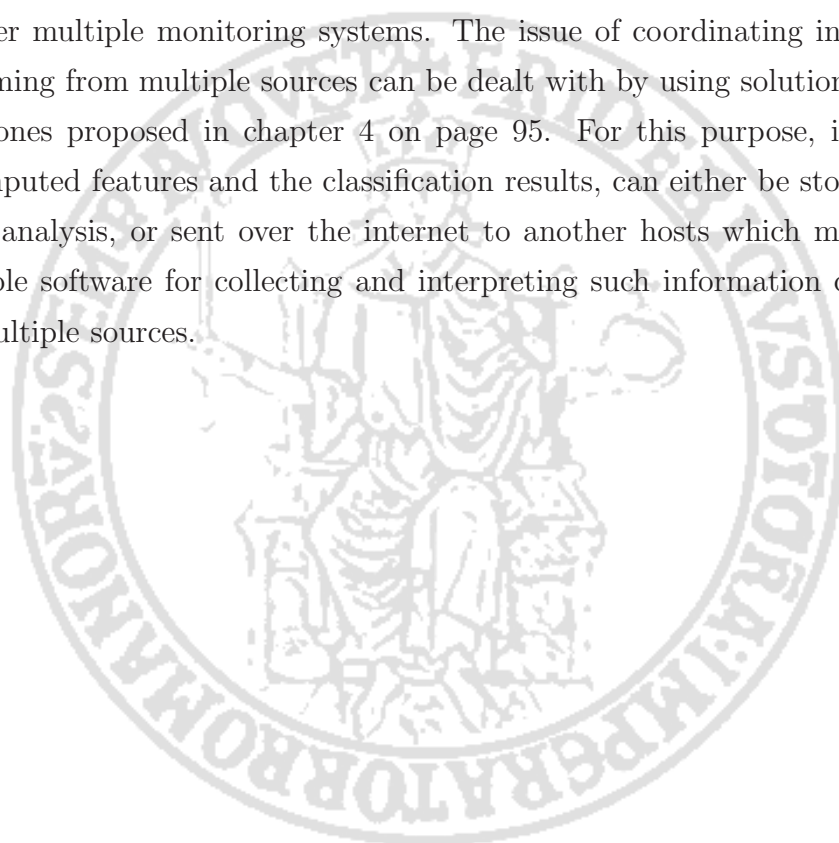 er multiple monitoring systems. The issue of coordinating in
ming from multiple sources can be dealt with by using solution
ones proposed in chapter 4 on page 95. For this purpose, i
nputed features and the classification results, can either be sto
analysis, or sent over the internet to another hosts which m
ple software for collecting and interpreting such information
ultiple sources.